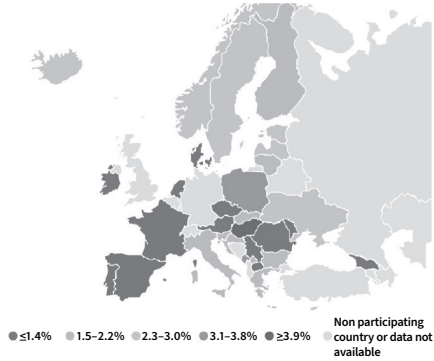 ≤1.4% 1.5–2.2% 2.3–3.0% 3.1–3.8% ≥3.9% Non participating
country or data not
available